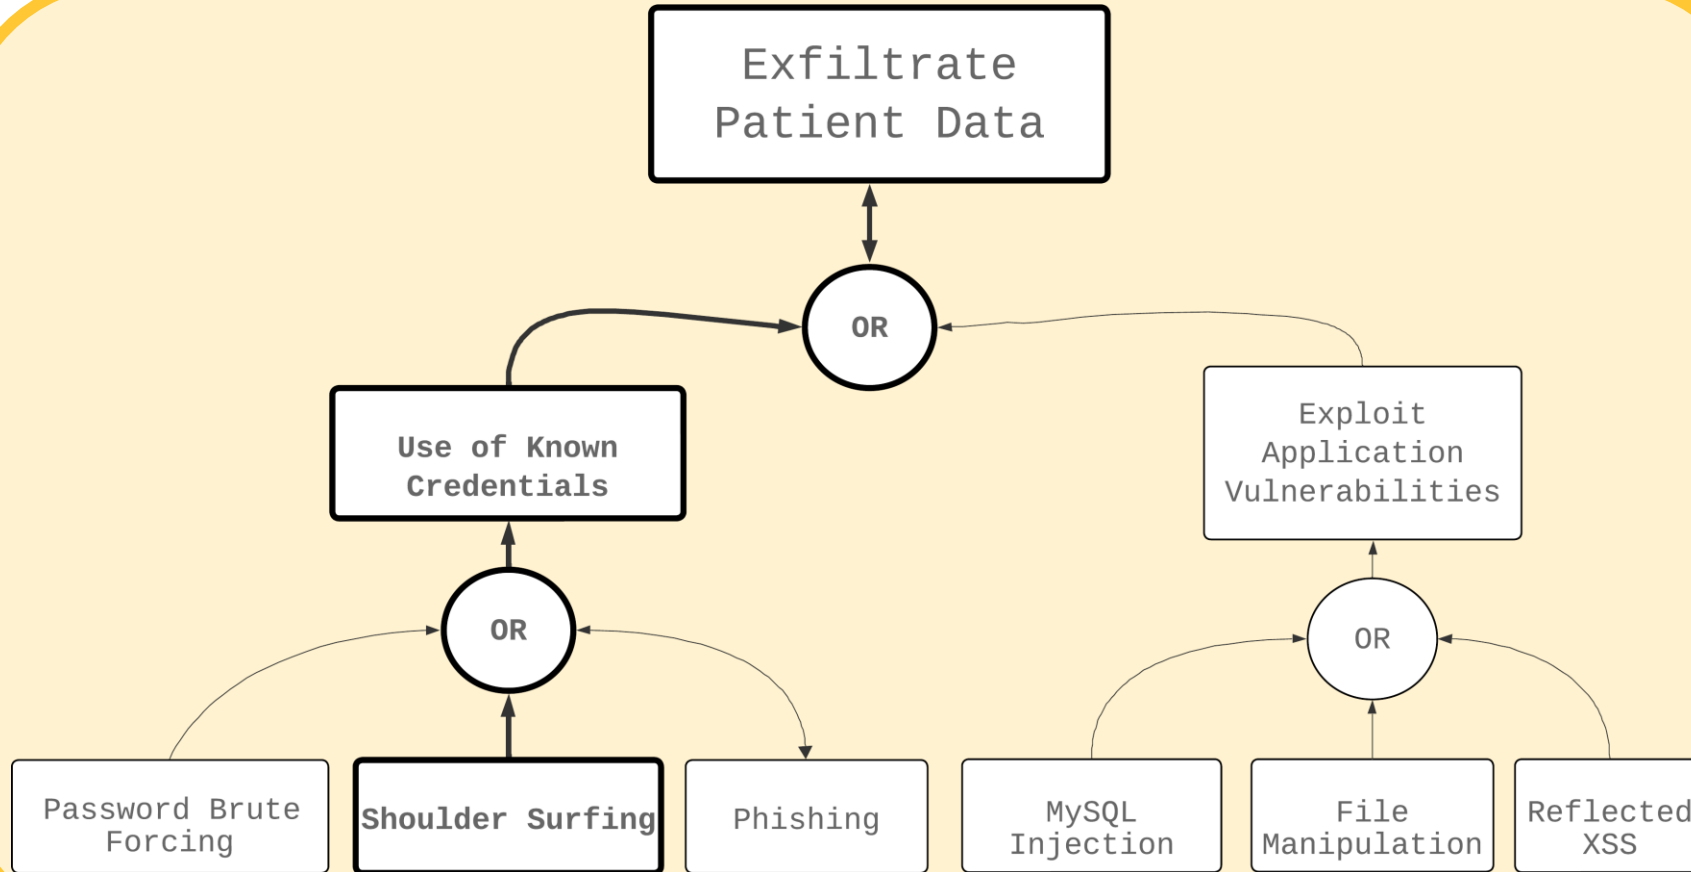 Exfiltrate
Patient Data
OR
Use of Known
Credentials
Exploit
Application
Vulnerabilities
OR
OR
Password Brute
Forcing
Shoulder Surfing
Phishing
MySQL
Injection
File
Manipulation
Reflected
XSS